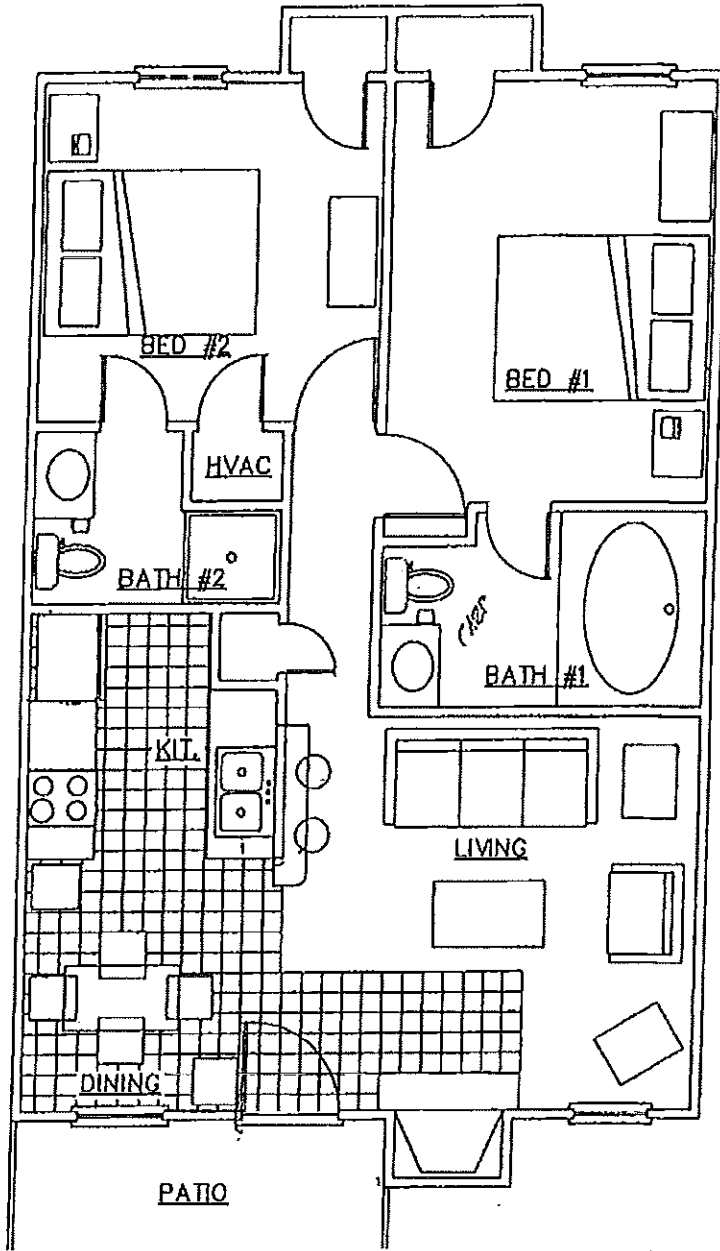 BED #2
BED #1
HVAC
BATH #2
BATH #1
KIT.
LIVING
DINING
PATIO